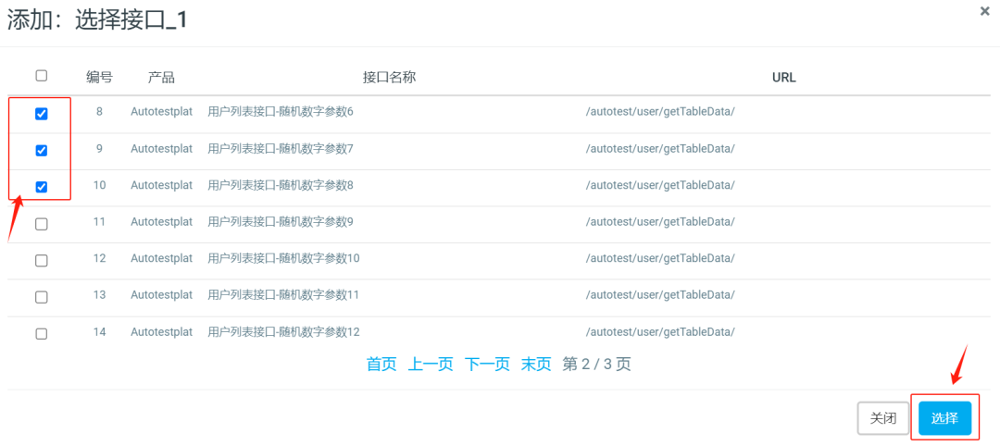 添加：选择接口_1
×
编号 产品 接口名称 URL
8 Autotestplat 用户列表接口-随机数字参数6 /autotest/user/getTableData/
9 Autotestplat 用户列表接口-随机数字参数7 /autotest/user/getTableData/
10 Autotestplat 用户列表接口-随机数字参数8 /autotest/user/getTableData/
11 Autotestplat 用户列表接口-随机数字参数9 /autotest/user/getTableData/
12 Autotestplat 用户列表接口-随机数字参数10 /autotest/user/getTableData/
13 Autotestplat 用户列表接口-随机数字参数11 /autotest/user/getTableData/
14 Autotestplat 用户列表接口-随机数字参数12 /autotest/user/getTableData/
首页 上一页 下一页 末页 第 2 / 3 页
关闭 选择